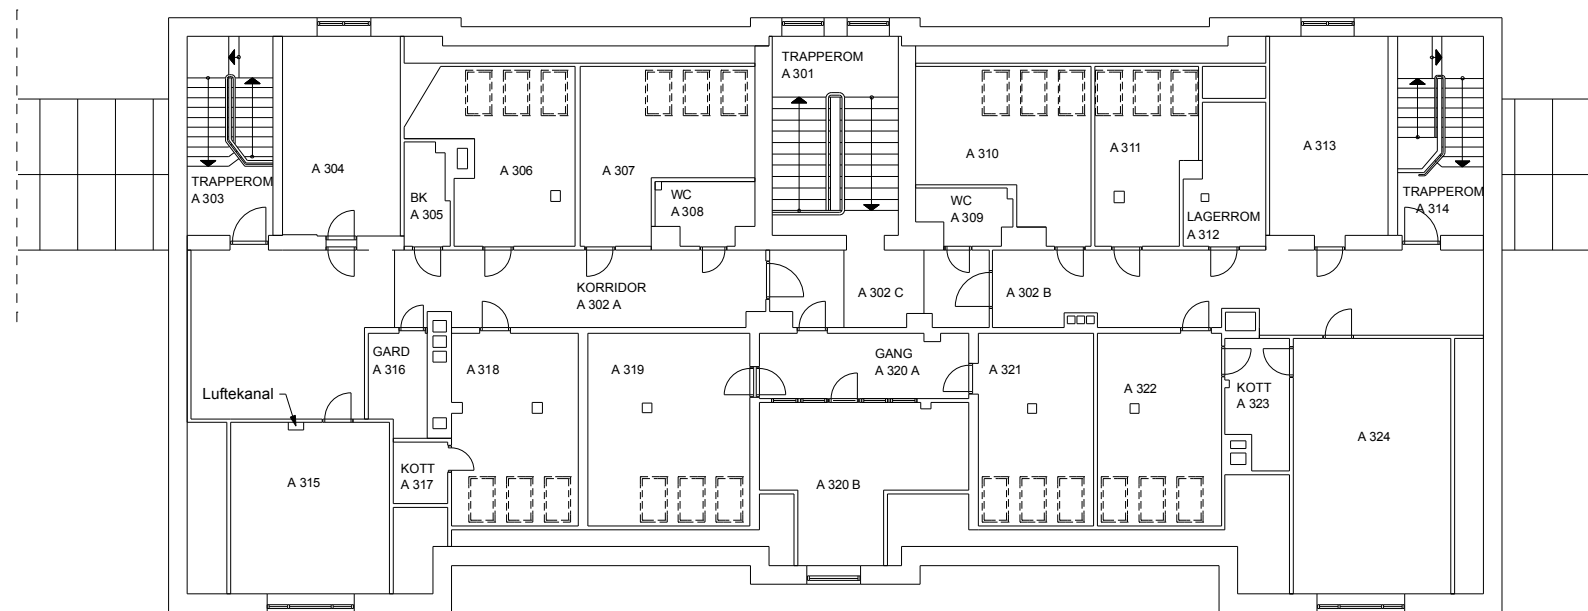 TRAPPEROM
A 301
A 304
TRAPPEROM
A 303
BK
A 305
A 306
A 307
WC
A 308
A 310
WC
A 309
A 311
LAGERROM
A 312
A 313
TRAPPEROM
A 314
KORRIDOR
A 302 A
A 302 C
A 302 B
GARD
A 316
Luftekanal
A 315
KOTT
A 317
A 318
A 319
GANG
A 320 A
A 320 B
A 321
A 322
KOTT
A 323
A 324